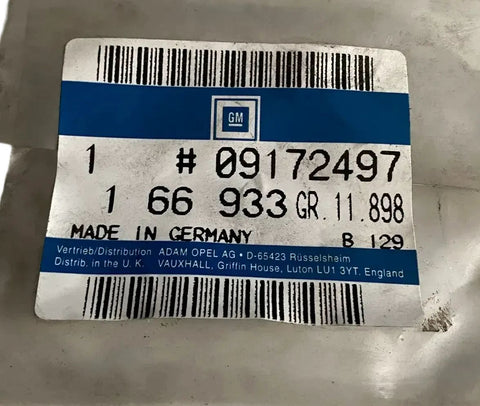 GM
1 # 09172497
1 66 933 GR. 11.898
MADE IN GERMANY B 129
Vertrieb/Distribution ADAM OPEL AG • D-65423 Rüsselsheim
Distrib. in the U. K. VAUXHALL, Griffin House, Luton LU1 3YT. England